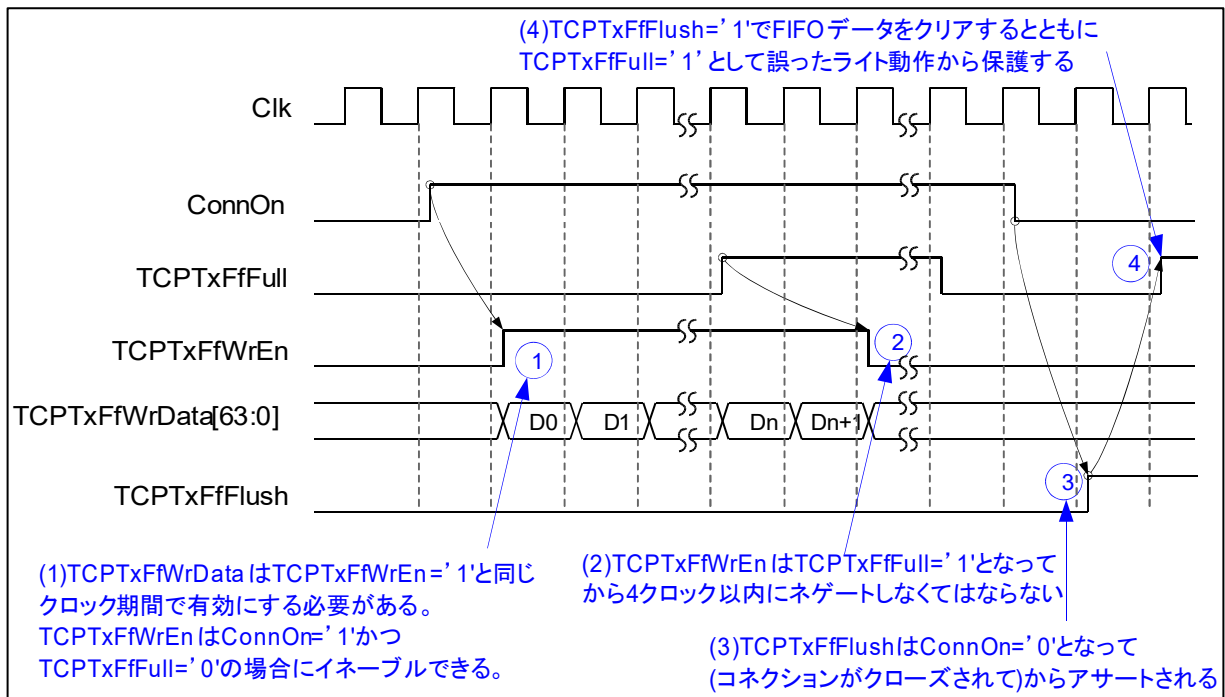 (4)TCPTxFfFlush=’1'でFIFOデータをクリアするとともに
TCPTxFfFull=’1’として誤ったライト動作から保護する
Clk
ConnOn
TCPTxFfFull
4
TCPTxFfWrEn
1
2
TCPTxFfWrData[63:0]
D0 D1 Dn Dn+1
3
TCPTxFfFlush
(1)TCPTxFfWrDataはTCPTxFfWrEn=’1'と同じ
クロック期間で有効にする必要がある。
TCPTxFfWrEnはConnOn=’1'かつ
TCPTxFfFull=’0'の場合にイネーブルできる。
(2)TCPTxFfWrEnはTCPTxFfFull=’1'となって
から4クロック以内にネゲートしなくてはならない
(3)TCPTxFfFlushはConnOn=’0'となって
(コネクションがクローズされて)からアサートされる